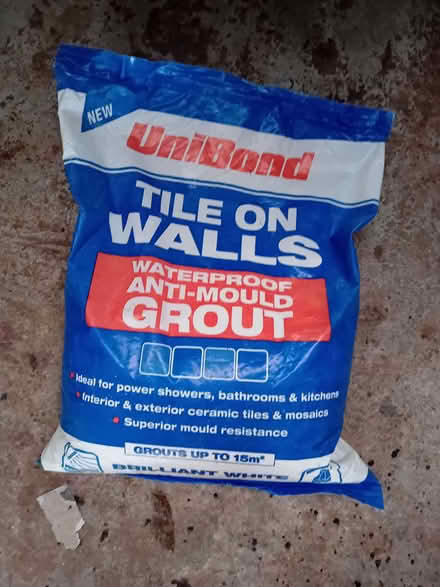 NEW
UniBond
TILE ON
WALLS
WATERPROOF
ANTI-MOULD
GROUT
Ideal for power showers, bathrooms & kitchens
Interior & exterior ceramic tiles & mosaics
Superior mould resistance
GROUTS UP TO 15m²
BRILLIANT WHITE